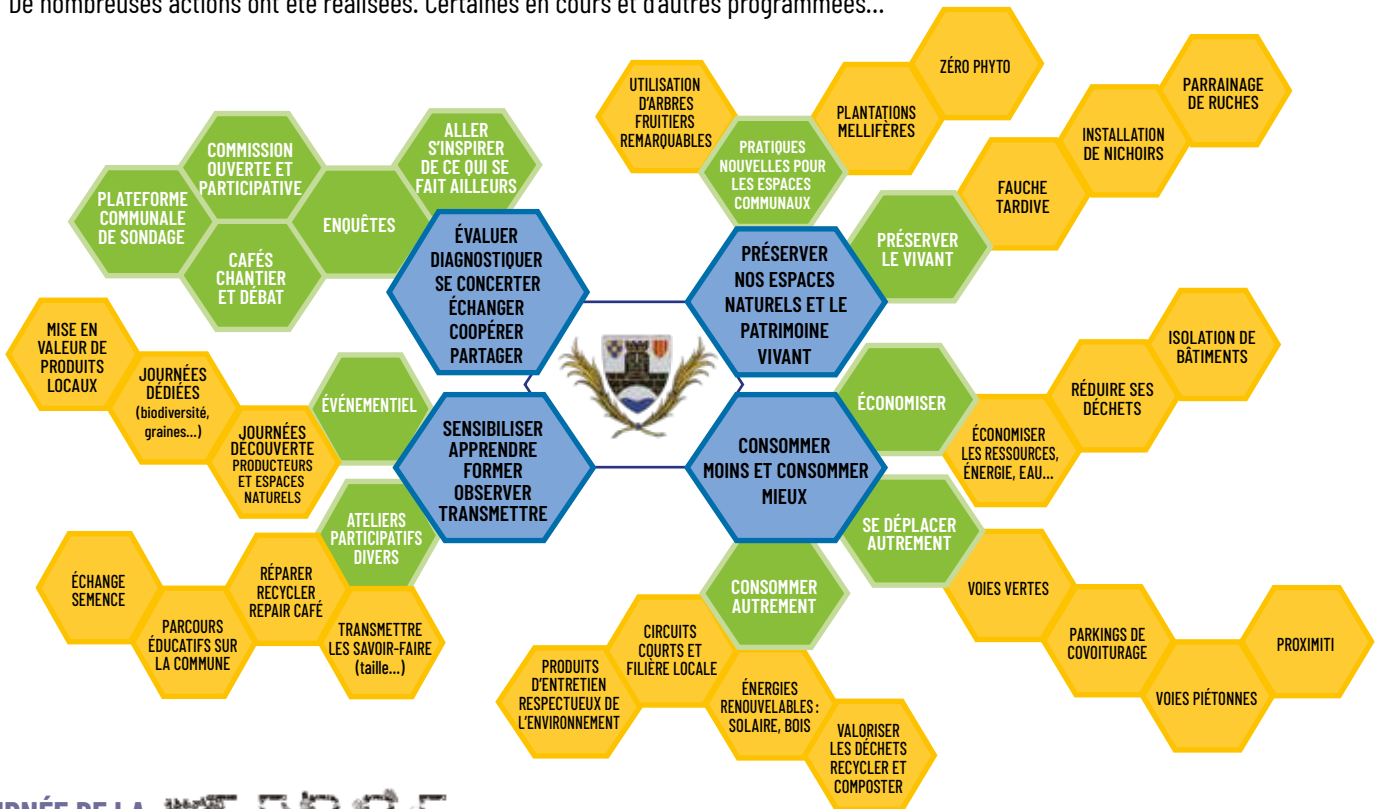 De nombreuses actions ont été réalisées. Certaines en cours et d'autres programmées...
ALLER
S'INSPIRER
DE CE QUI SE
FAIT AILLEURS
COMMISSION
OUVERTE ET
PARTICIPATIVE
PLATEFORME
COMMUNALE
DE SONDAGE
ENQUÊTES
CAFÉS
CHANTIER
ET DÉBAT
ÉVALUER
DIAGNOSTIQUER
SE CONCERTER
ÉCHANGER
COOPÉRER
PARTAGER
UTILISATION
D'ARBRES
FRUITIERS
REMARQUABLES
PLANTATIONS
MELLIFÈRES
ZÉRO PHYTO
PRATIQUES
NOUVELLES POUR
LES ESPACES
COMMUNAUX
PARRAINAGE
DE RUCHES
INSTALLATION
DE NICHOIRS
FAUCHE
TARDIVE
PRÉSERVER
LE VIVANT
PRÉSERVER
NOS ESPACES
NATURELS ET LE
PATRIMOINE
VIVANT
MISE EN
VALEUR DE
PRODUITS
LOCAUX
JOURNÉES
DÉDIÉES
(biodiversité,
graines...)
JOURNÉES
DÉCOUVERTE
PRODUCTEURS
ET ESPACES
NATURELS
ÉVÉNEMENTIEL
SENSIBILISER
APPRENDRE
FORMER
OBSERVER
TRANSMETTRE
ATELIERS
PARTICIPATIFS
DIVERS
ÉCHANGE
SEMENCE
PARCOURS
ÉDUCATIFS SUR
LA COMMUNE
RÉPARER
RECYCLER
REPAIR CAFÉ
TRANSMETTRE
LES SAVOIR-FAIRE
(taille...)
CONSOMMER
MOINS ET CONSOMMER
MIEUX
ÉCONOMISER
ÉCONOMISER
LES RESSOURCES,
ÉNERGIE, EAU...
RÉDUIRE SES
DÉCHETS
ISOLATION DE
BÂTIMENTS
SE DÉPLACER
AUTREMENT
VOIES VERTES
PARKINGS DE
COVOITURAGE
VOIES PIÉTONNES
PROXIMITI
CONSOMMER
AUTREMENT
CIRCUITS
COURTS ET
FILIÈRE LOCALE
PRODUITS
D'ENTRETIEN
RESPECTUEUX DE
L'ENVIRONNEMENT
ÉNERGIES
RENOUVELABLES :
SOLAIRE, BOIS
VALORISER
LES DÉCHETS
RECYCLER ET
COMPOSTER
DE LA